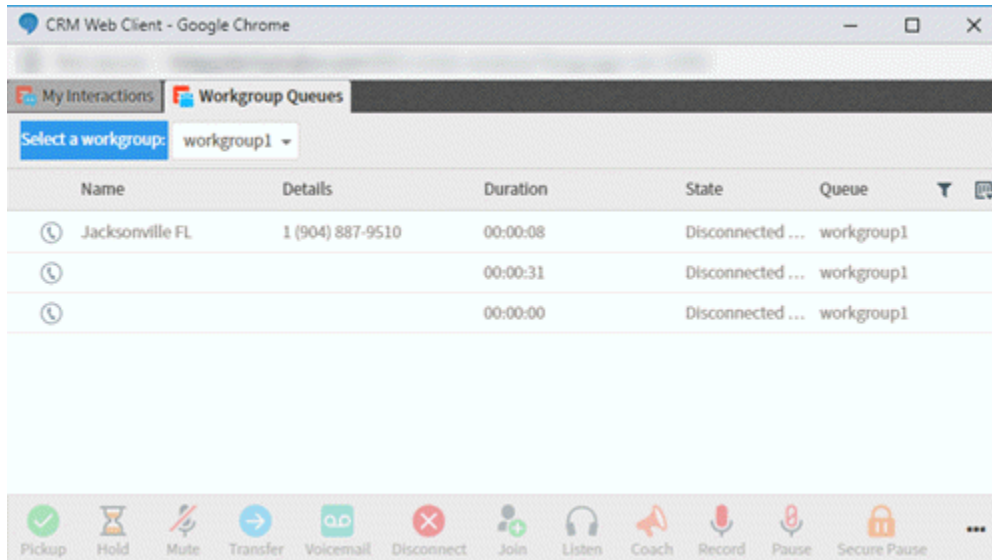 CRM Web Client - Google Chrome
My Interactions Workgroup Queues
Select a workgroup: workgroup1
Name Details Duration State Queue
Jacksonville FL 1 (904) 887-9510 00:00:08 Disconnected ... workgroup1
00:00:31 Disconnected ... workgroup1
00:00:00 Disconnected ... workgroup1
Pickup Hold Mute Transfer Voicemail Disconnect Join Listen Coach Record Pause Secure Pause